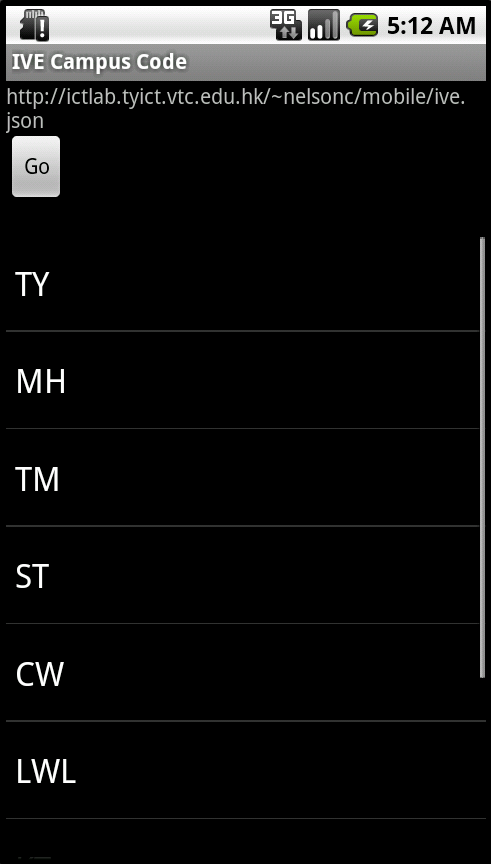 3G
5:12 AM
IVE Campus Code
http://ictlab.tyict.vtc.edu.hk/~nelsonc/mobile/ive.
json
Go
TY
MH
TM
ST
CW
LWL